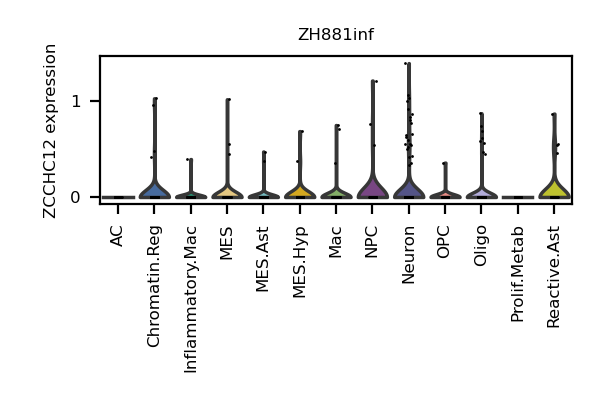 ZH881inf
ZCCHC12 expression
1
0
AC
Chromatin.Reg
Inflammatory.Mac
MES
MES.Ast
MES.Hyp
Mac
NPC
Neuron
OPC
Oligo
Prolif.Metab
Reactive.Ast